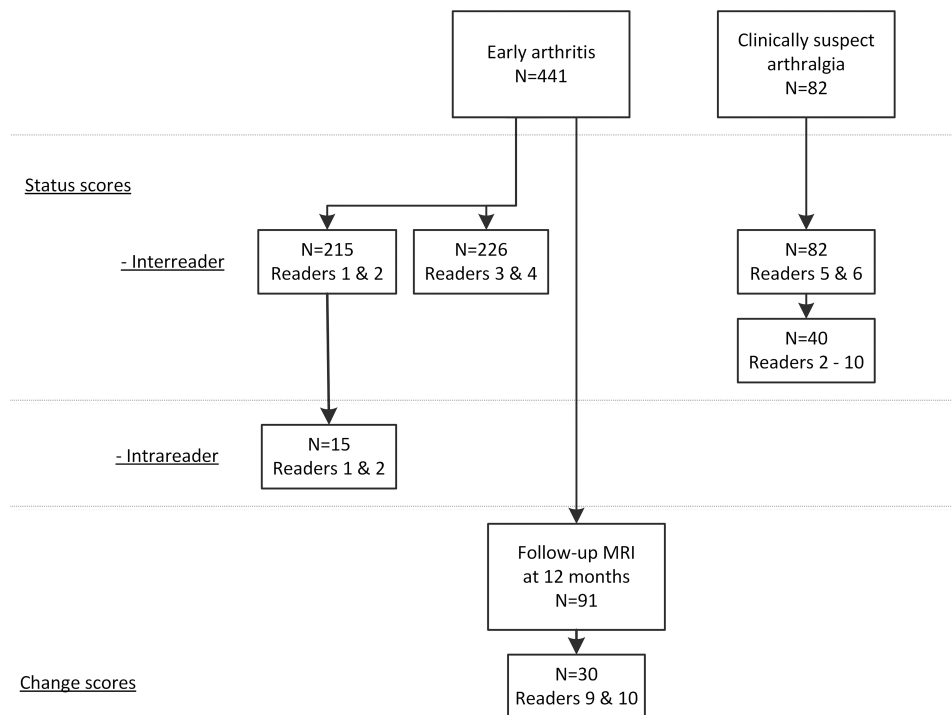 Early arthritis
N=441
Clinically suspect
arthralgia
N=82
Status scores
- Interreader
N=215
Readers 1 & 2
N=226
Readers 3 & 4
N=82
Readers 5 & 6
N=40
Readers 2 - 10
- Intrareader
N=15
Readers 1 & 2
Follow-up MRI
at 12 months
N=91
Change scores
N=30
Readers 9 & 10